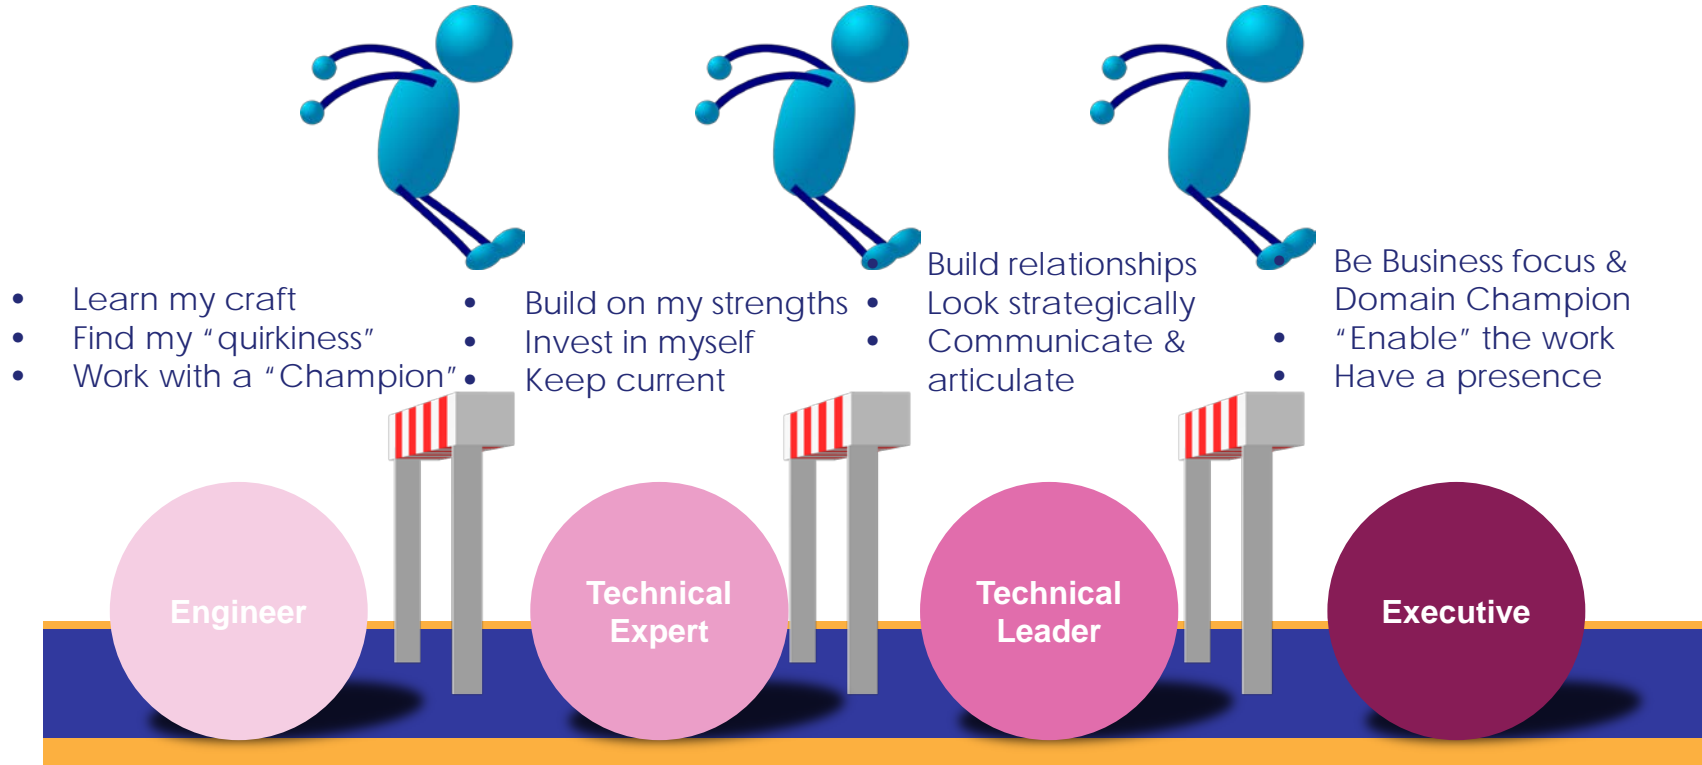 • Learn my craft
• Find my “quirkiness”
• Work with a “Champion”
• Build on my strengths
• Invest in myself
• Keep current
• Build relationships
• Look strategically
• Communicate &
articulate
• Be Business focus &
Domain Champion
• “Enable” the work
• Have a presence
Engineer
Technical
Expert
Technical
Leader
Executive